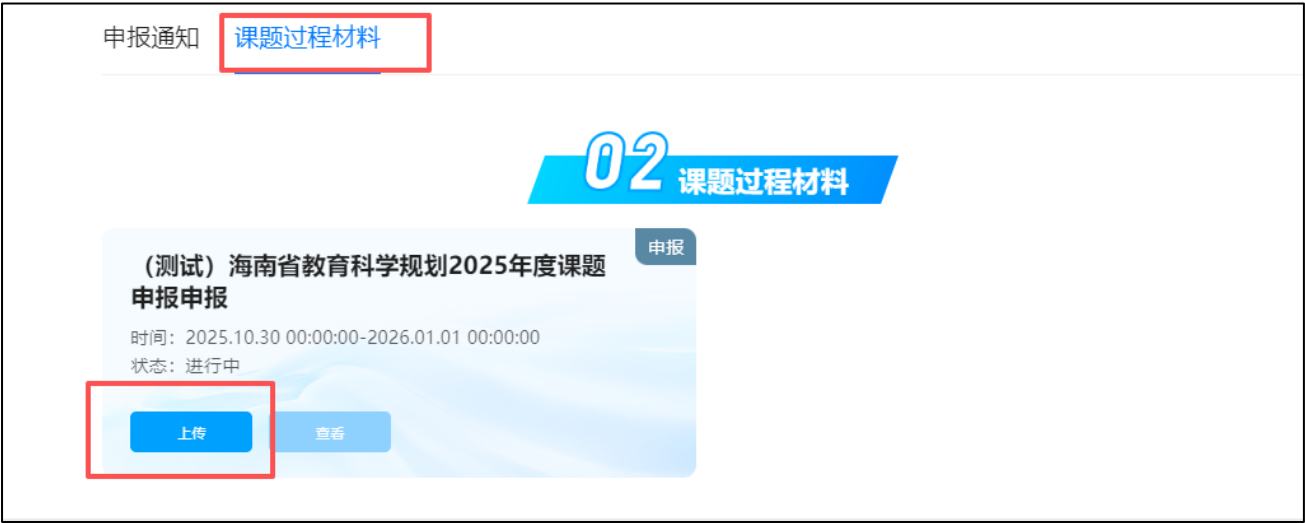 申报通知 课题过程材料
02 课题过程材料
申报
（测试）海南省教育科学规划2025年度课题
申报申报
时间：2025.10.30 00:00:00-2026.01.01 00:00:00
状态：进行中
上传 查看